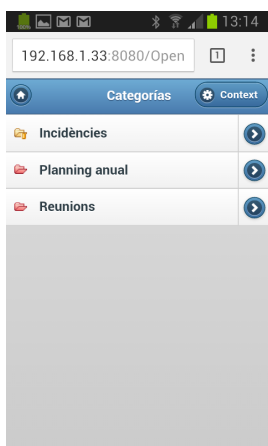 13:14
192.168.1.33:8080/Open
1
Categorías
Context
Incidències
Planning anual
Reunions